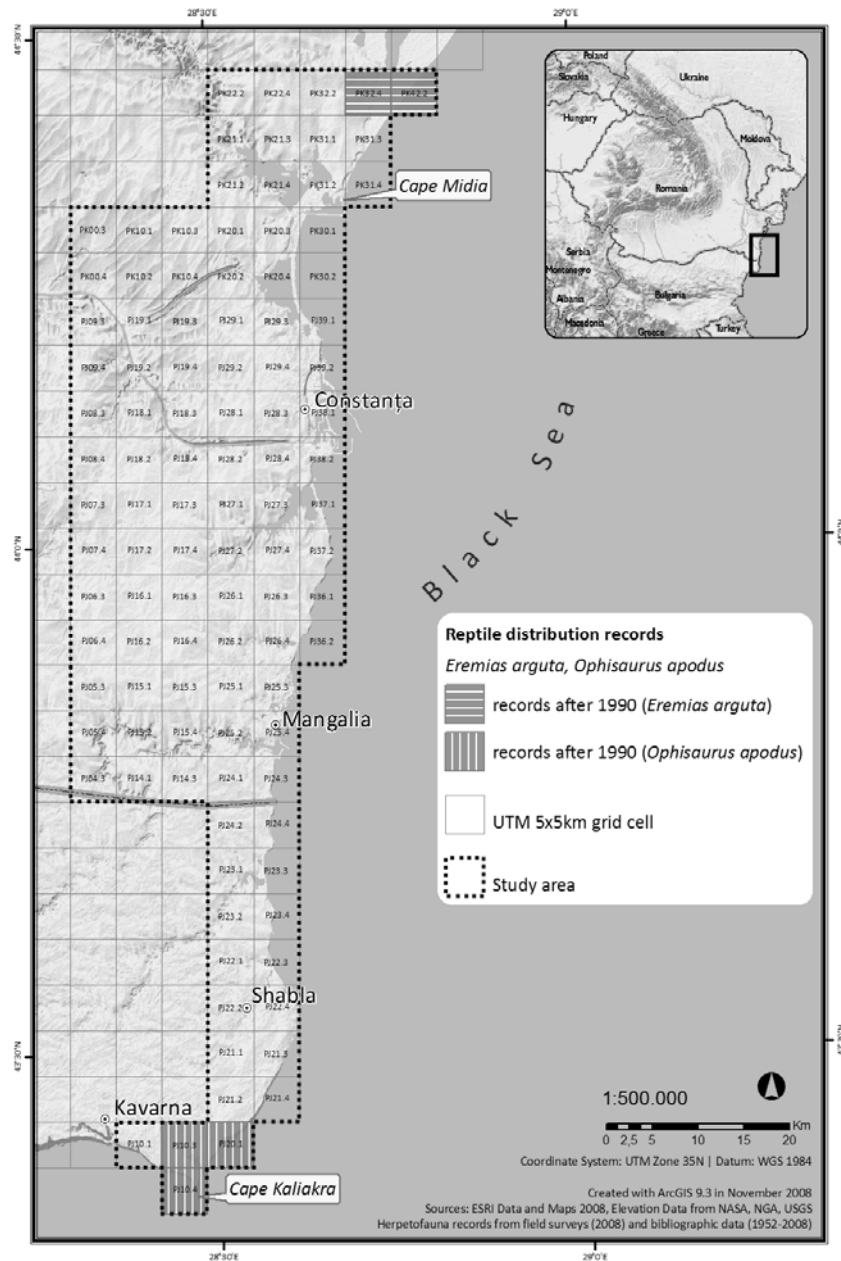 28°30'E 29°0'E
44°30'N
Poland
Slovakia
Ukraine
Hungary
Moldova
Romania
Serbia
Montenegro
Bulgaria
Albania
Macedonia
Greece
Turkey
PK22.2 PK22.4 PK32.2 PK32.4 PK42.2
PK21.1 PK21.3 PK31.1 PK31.3
PK21.2 PK21.4 PK31.2 PK31.4
Cape Midia
PK00.3 PK10.1 PK10.3 PK20.1 PK20.3 PK30.1
PK00.4 PK10.2 PK10.4 PK20.2 PK20.4 PK30.2
PJ09.3 PJ19.1 PJ19.3 PJ29.1 PJ29.3 PJ39.1
PJ09.4 PJ19.2 PJ19.4 PJ29.2 PJ29.4 PJ39.2
Constanța
PJ08.3 PJ18.1 PJ18.3 PJ28.1 PJ28.3 PJ38.1
PJ08.4 PJ18.2 PJ18.4 PJ28.2 PJ28.4 PJ38.2
PJ07.3 PJ17.1 PJ17.3 PJ27.1 PJ27.3 PJ37.1
44°0'N
PJ07.4 PJ17.2 PJ17.4 PJ27.2 PJ27.4 PJ37.2
Black Sea
PJ06.3 PJ16.1 PJ16.3 PJ26.1 PJ26.3 PJ36.1
PJ06.4 PJ16.2 PJ16.4 PJ26.2 PJ26.4 PJ36.2
PJ05.3 PJ15.1 PJ15.3 PJ25.1 PJ25.3
Mangalia
PJ05.4 PJ15.2 PJ15.4 PJ25.2 PJ25.4
PJ04.3 PJ14.1 PJ14.3 PJ24.1 PJ24.3
PJ24.2 PJ24.4
PJ23.1 PJ23.3
PJ23.2 PJ23.4
PJ22.1 PJ22.3
Shabla
PJ22.2 PJ22.4
43°30'N
PJ21.1 PJ21.3
PJ21.2 PJ21.4
Kavarna
PJ10.1 PJ10.3 PJ20.1
PJ10.4
Cape Kaliakra
Reptile distribution records
Eremias arguta, Ophisaurus apodus
records after 1990 (Eremias arguta)
records after 1990 (Ophisaurus apodus)
UTM 5x5km grid cell
Study area
1:500.000
Km
0 2,5 5 10 15 20
Coordinate System: UTM Zone 35N | Datum: WGS 1984
Created with ArcGIS 9.3 in November 2008
Sources: ESRI Data and Maps 2008, Elevation Data from NASA, NGA, USGS
Herpetofauna records from field surveys (2008) and bibliographic data (1952-2008)
28°30'E 29°0'E